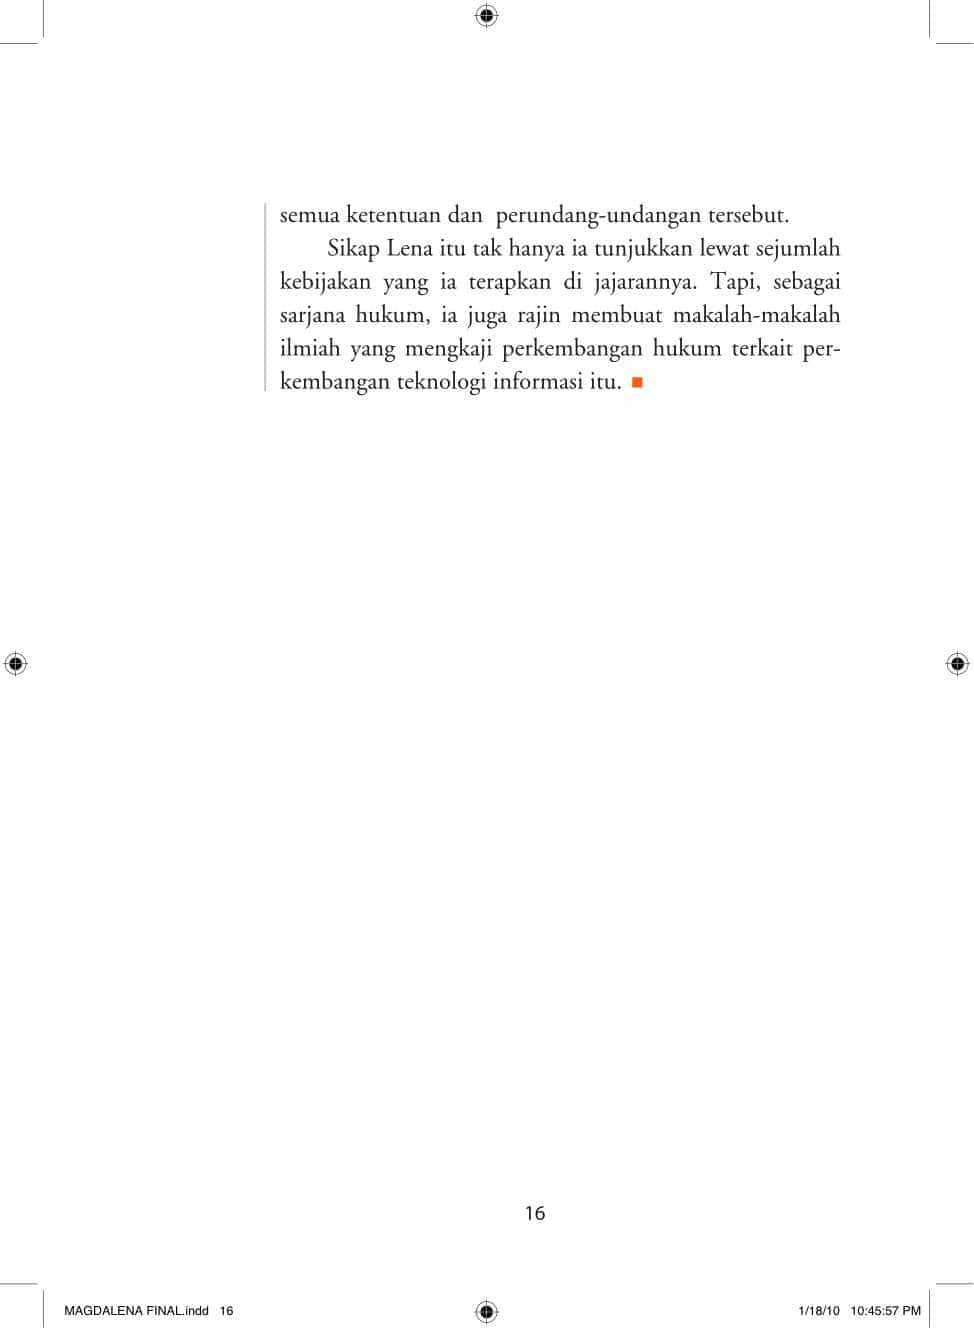 semua ketentuan dan  perundang-undangan tersebut.
Sikap Lena itu tak hanya ia tunjukkan lewat sejumlah
kebijakan yang ia terapkan di jajarannya. Tapi, sebagai
sarjana hukum, ia juga rajin membuat makalah-makalah
ilmiah yang mengkaji perkembangan hukum terkait per-
kembangan teknologi informasi itu.
16
MAGDALENA FINAL.indd   16
1/18/10   10:45:57 PM